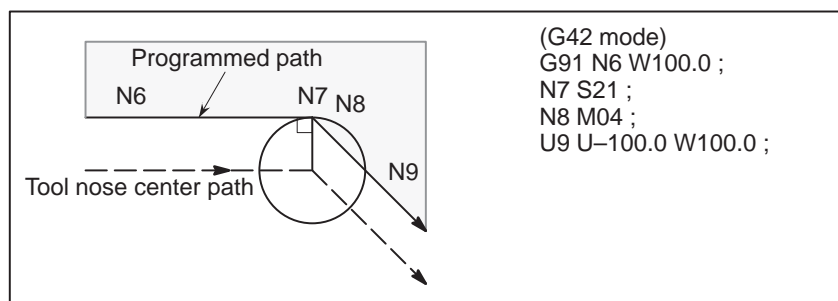 Programmed path
N6
N7
N8
N9
Tool nose center path
(G42 mode)
G91 N6 W100.0 ;
N7 S21 ;
N8 M04 ;
U9 U–100.0 W100.0 ;